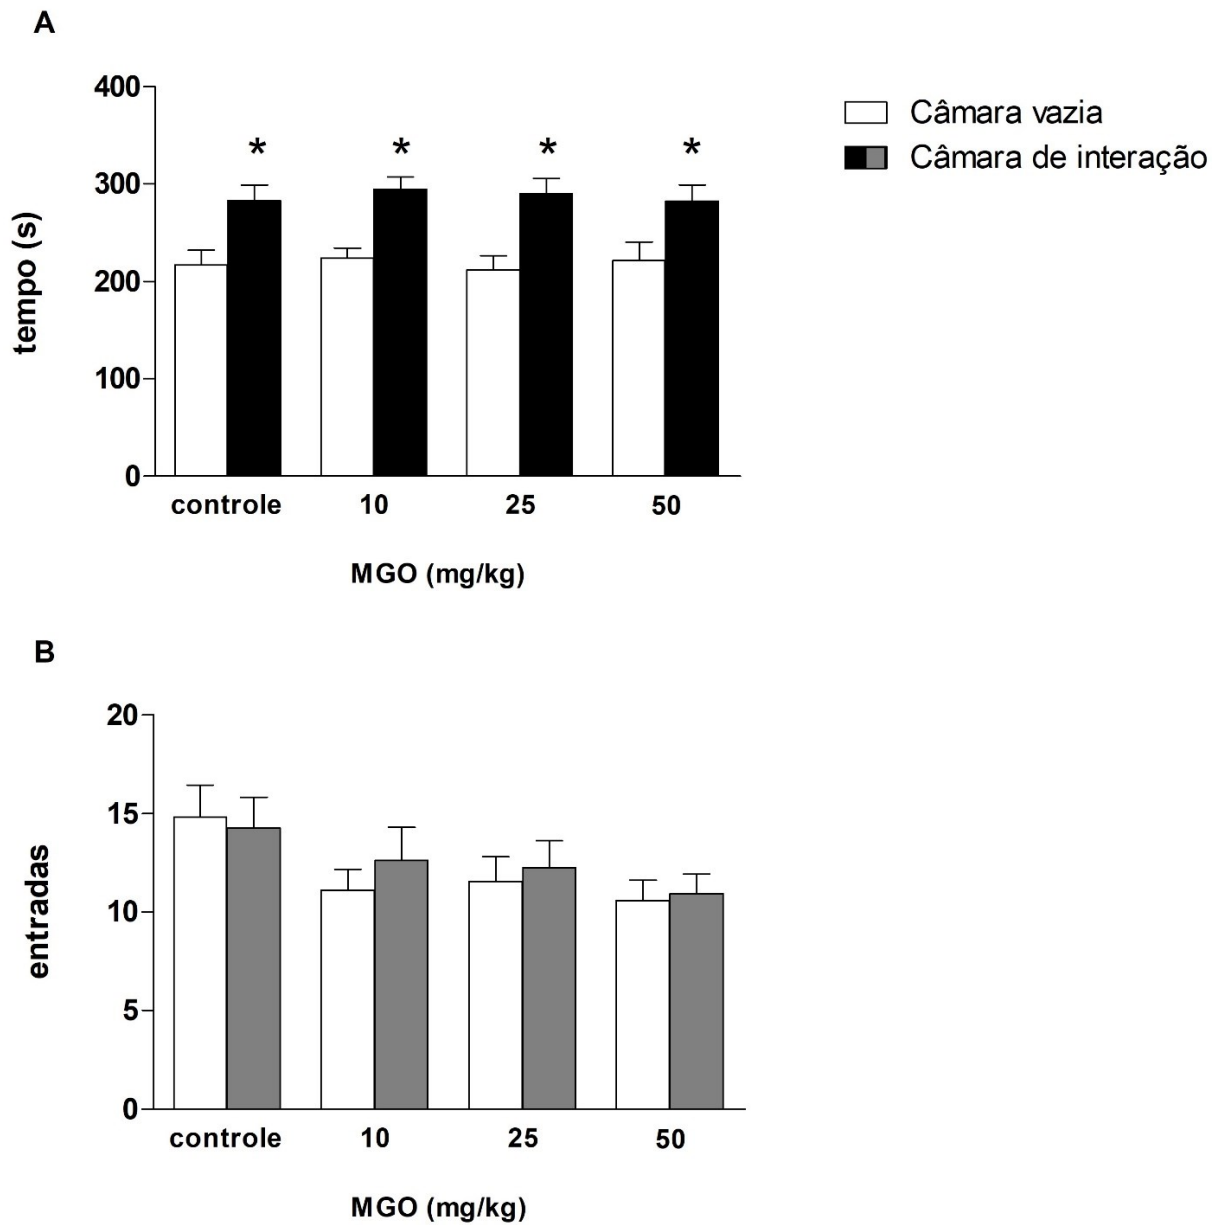 A
400
300
200
100
0
tempo (s)
* * * *
controle 10 25 50
MGO (mg/kg)
Câmara vazia
Câmara de interação
B
20
15
10
5
0
entradas
controle 10 25 50
MGO (mg/kg)